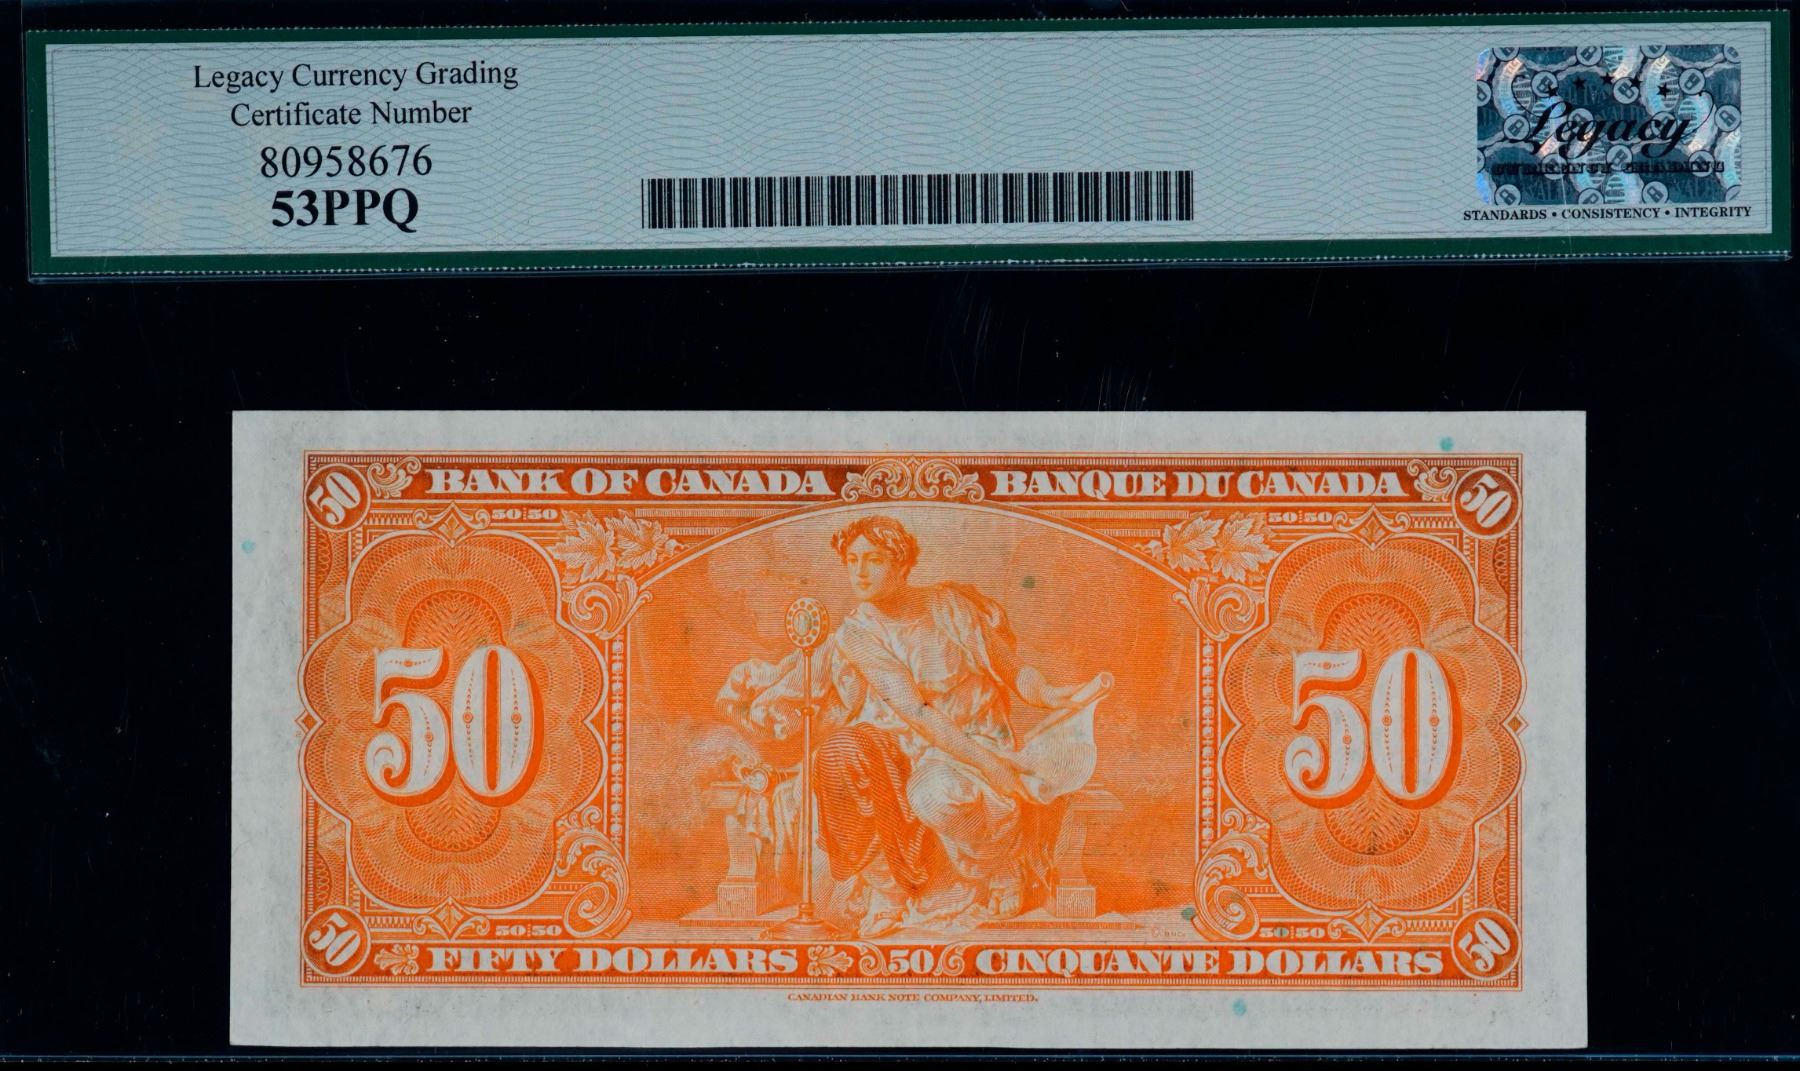 Legacy Currency Grading
Certificate Number
80958676
53PPQ
Legacy
CURRENCY GRADING
STANDARDS • CONSISTENCY • INTEGRITY
50 BANK OF CANADA BANQUE DU CANADA 50
50 50 50 50
50 50
50 50 50 50
50 FIFTY DOLLARS 50 CINQUANTE DOLLARS 50
CANADIAN BANK NOTE COMPANY, LIMITED.